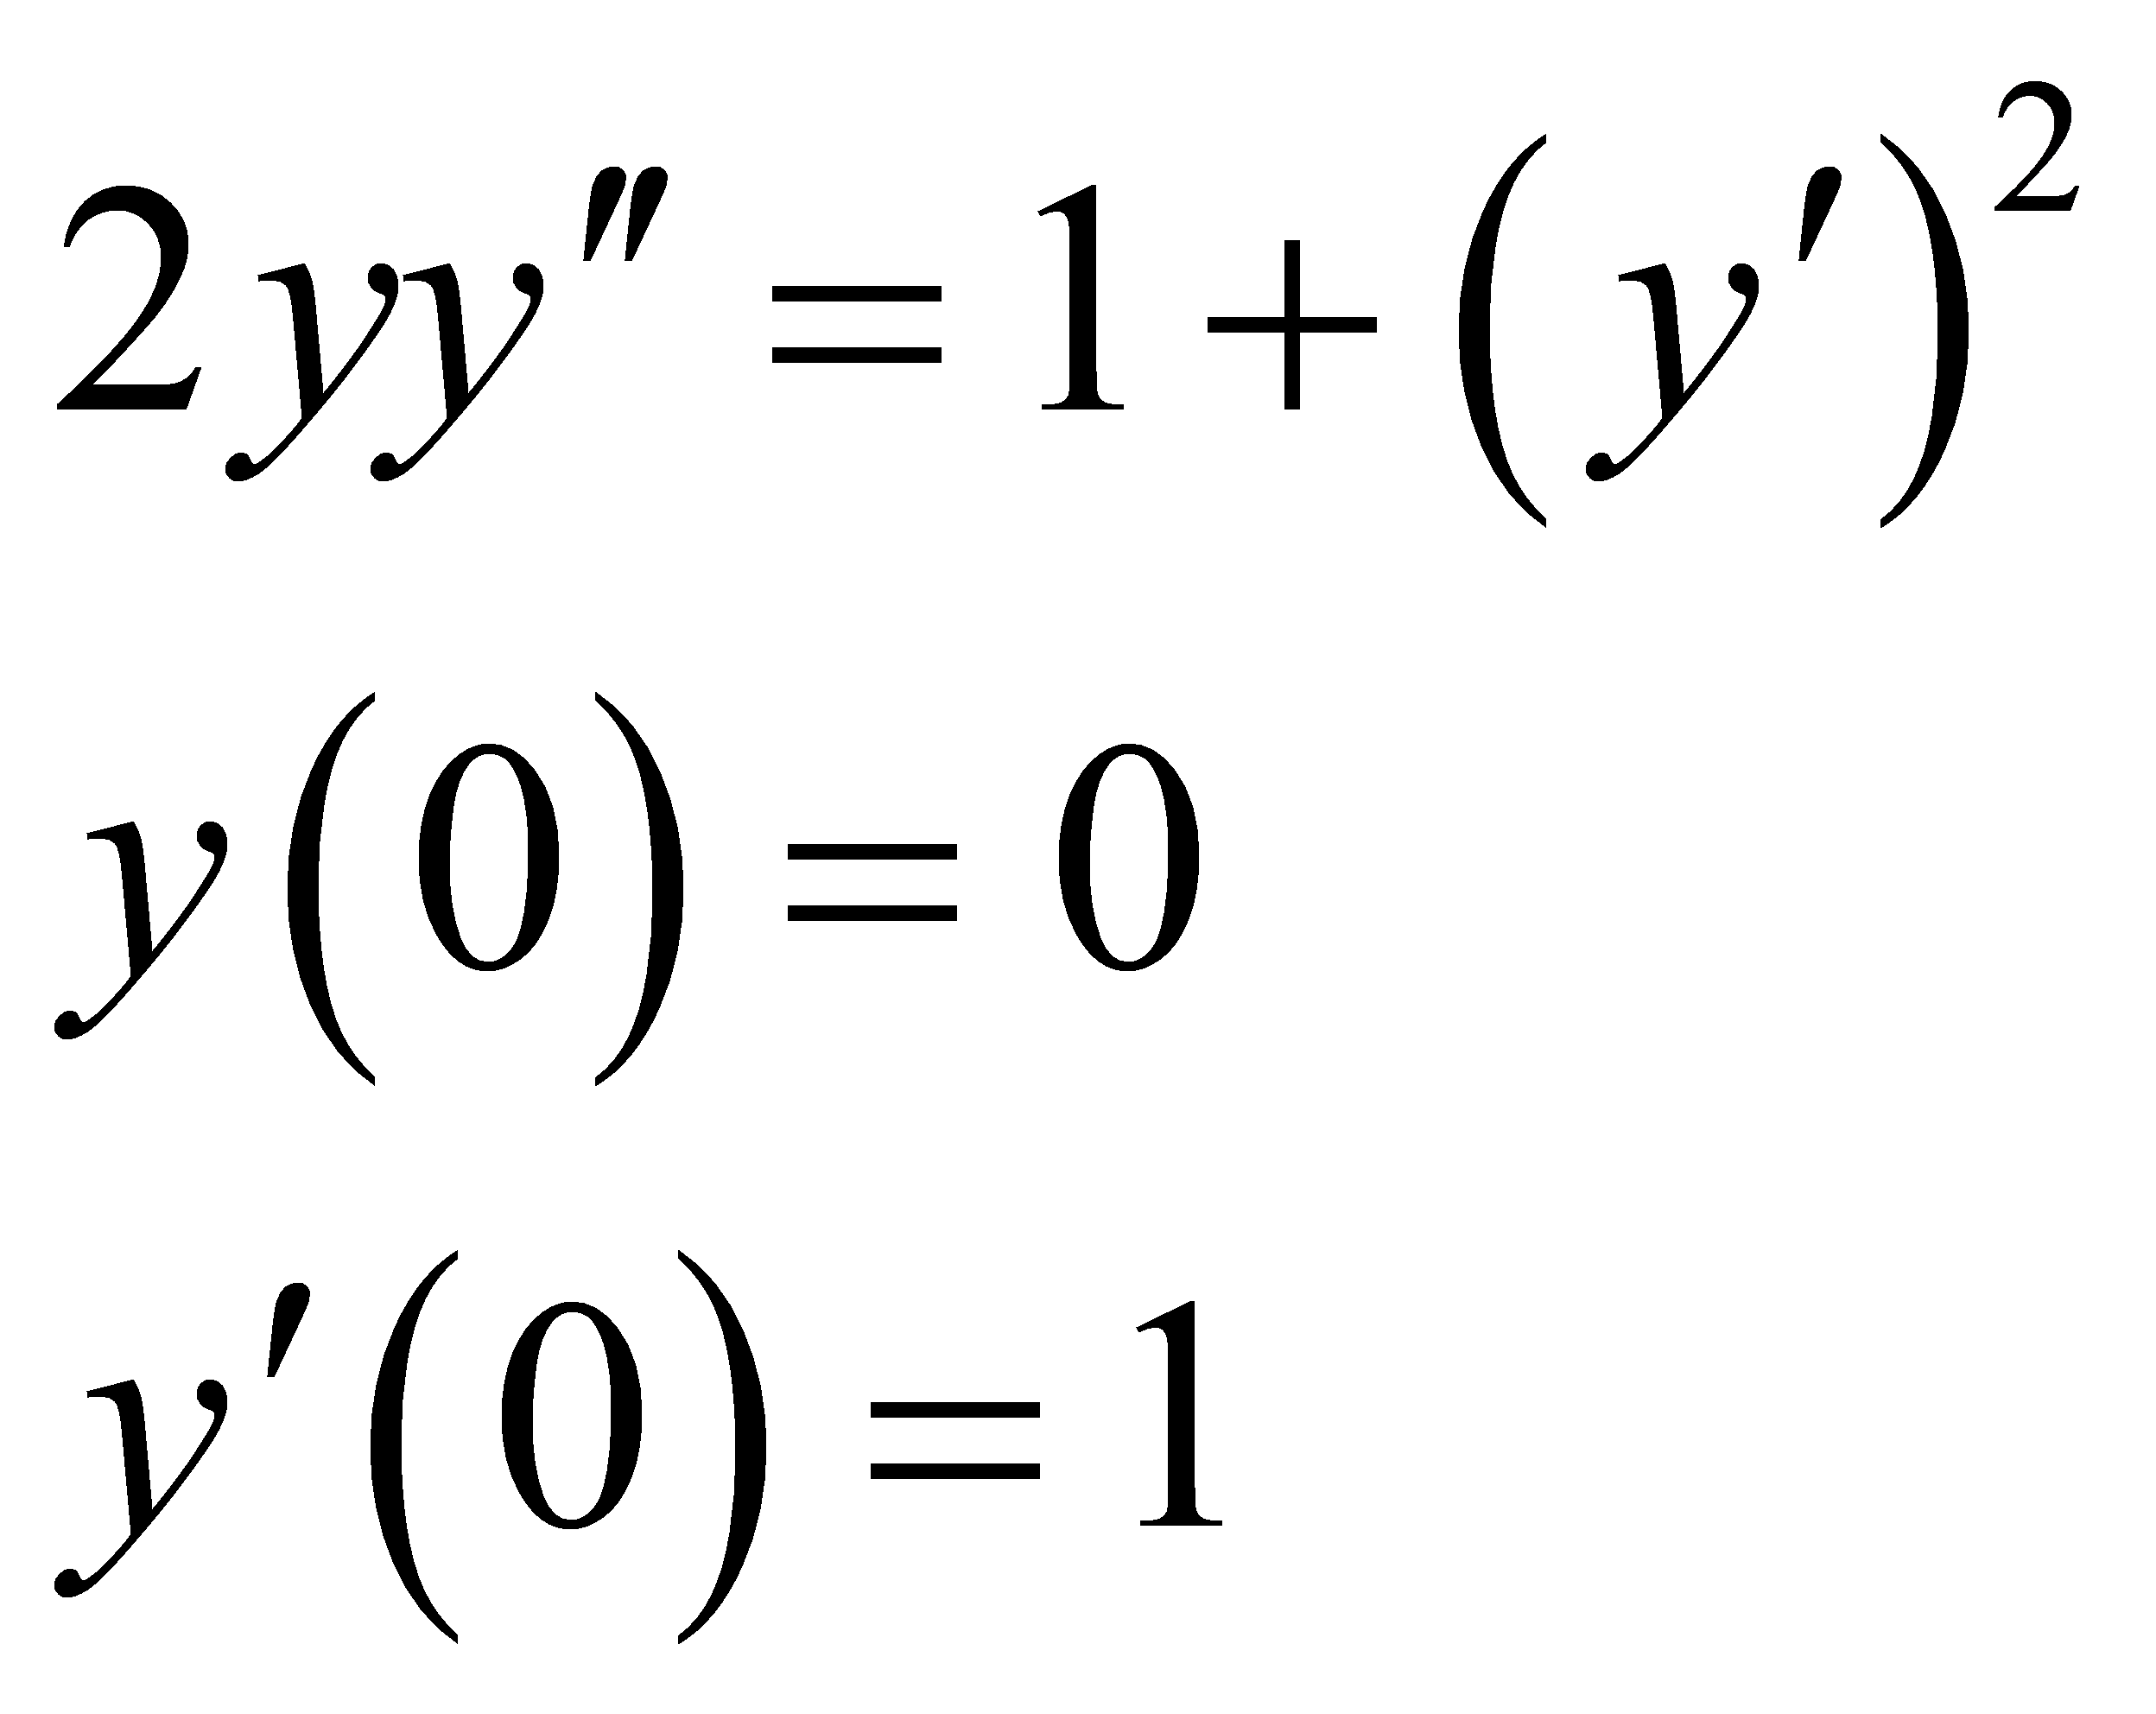 2yy″ = 1 + (y′)²
y(0) = 0
y′(0) = 1